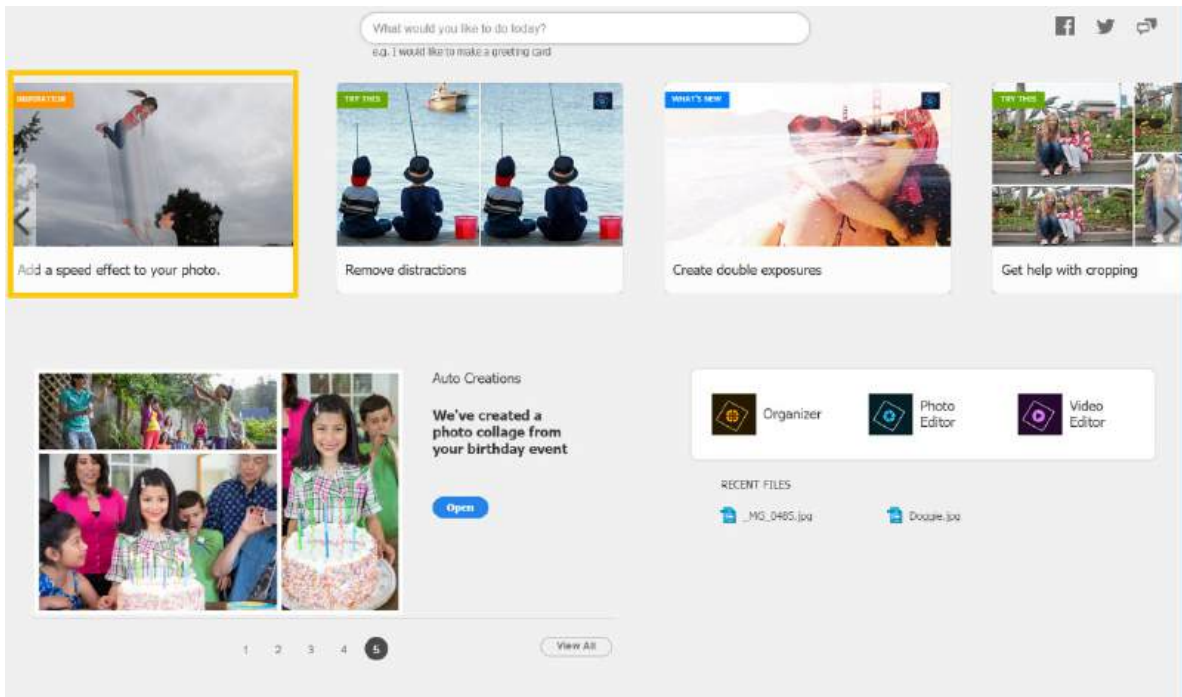 What would you like to do today?
e.g. I would like to make a greeting card
INSPIRATION
TRY THIS
WHAT'S NEW
TRY THIS
Add a speed effect to your photo.
Remove distractions
Create double exposures
Get help with cropping
Auto Creations
We've created a
photo collage from
your birthday event
Open
Organizer
Photo
Editor
Video
Editor
RECENT FILES
_MG_0485.jpg
Doggie.jpg
1 2 3 4 5
View All